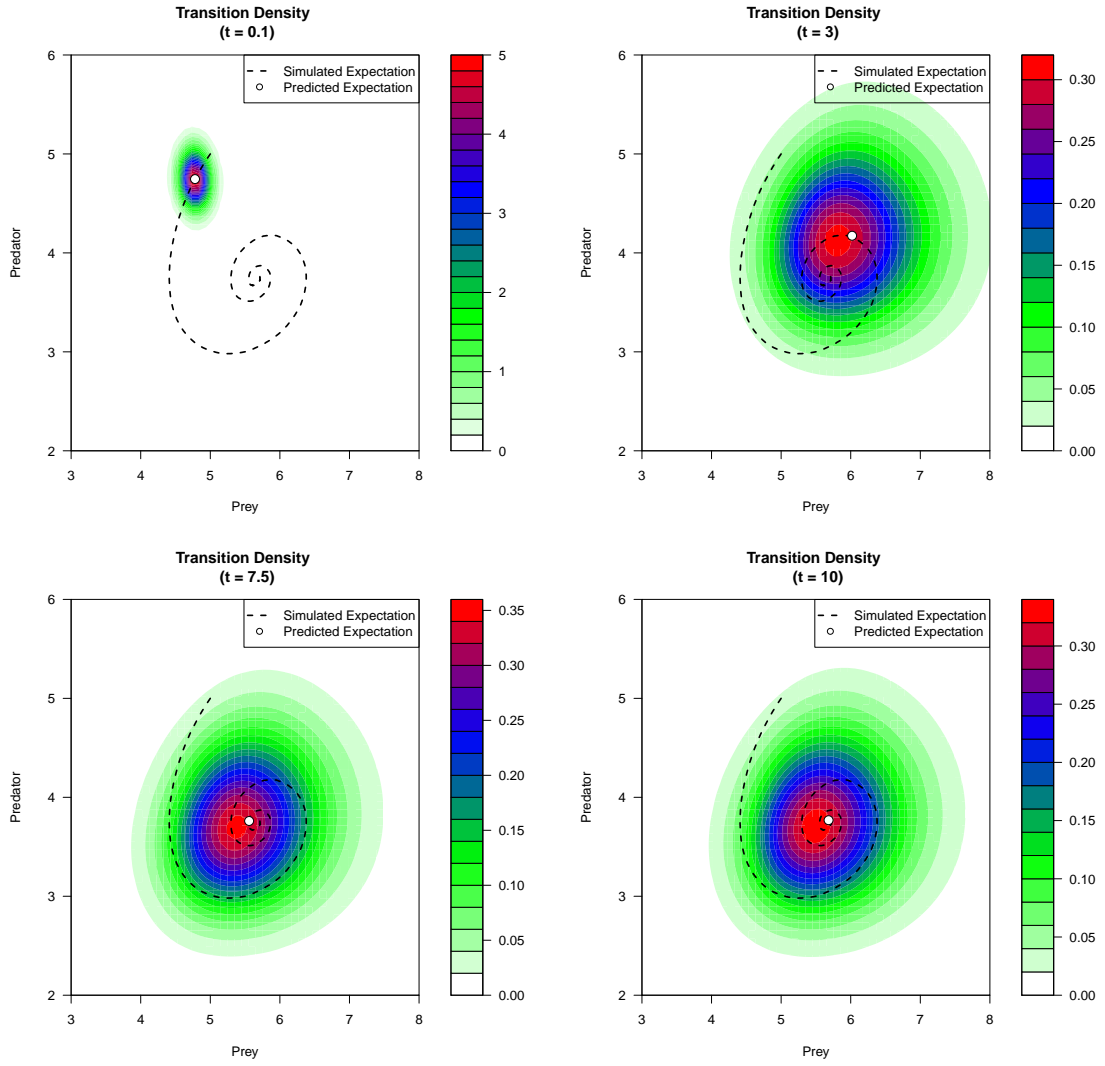 Transition Density
(t = 0.1)
Simulated Expectation
Predicted Expectation
Predator
6
5
4
3
2
3 4 5 6 7 8
Prey
5
4
3
2
1
0
Transition Density
(t = 3)
Simulated Expectation
Predicted Expectation
Predator
6
5
4
3
2
3 4 5 6 7 8
Prey
0.30
0.25
0.20
0.15
0.10
0.05
0.00
Transition Density
(t = 7.5)
Simulated Expectation
Predicted Expectation
Predator
6
5
4
3
2
3 4 5 6 7 8
Prey
0.35
0.30
0.25
0.20
0.15
0.10
0.05
0.00
Transition Density
(t = 10)
Simulated Expectation
Predicted Expectation
Predator
6
5
4
3
2
3 4 5 6 7 8
Prey
0.30
0.25
0.20
0.15
0.10
0.05
0.00